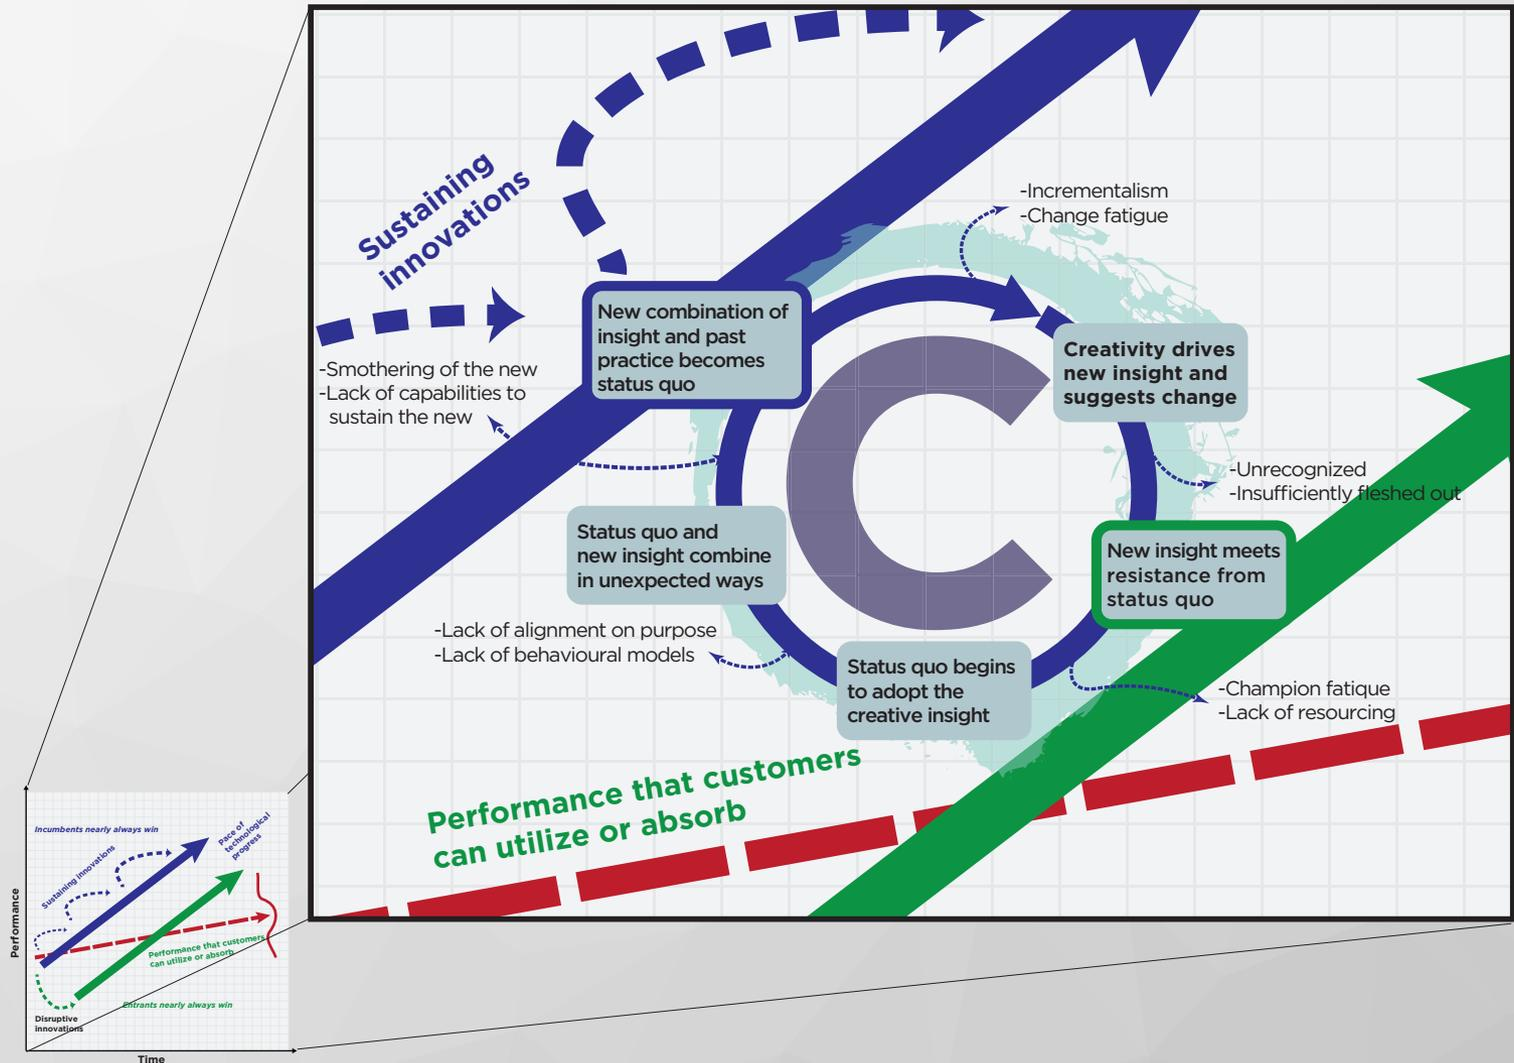 Sustaining
innovations
-Incrementalism
-Change fatigue
New combination of
insight and past
practice becomes
status quo
-Smothering of the new
-Lack of capabilities to
sustain the new
Creativity drives
new insight and
suggests change
C
-Unrecognized
-Insufficiently fleshed out
Status quo and
new insight combine
in unexpected ways
New insight meets
resistance from
status quo
-Lack of alignment on purpose
-Lack of behavioural models
Status quo begins
to adopt the
creative insight
-Champion fatique
-Lack of resourcing
Performance that customers
can utilize or absorb
Incumbents nearly always win
Pace of
technological
progress
Sustaining innovations
Performance
Performance that customers
can utilize or absorb
Entrants nearly always win
Disruptive
innovations
Time